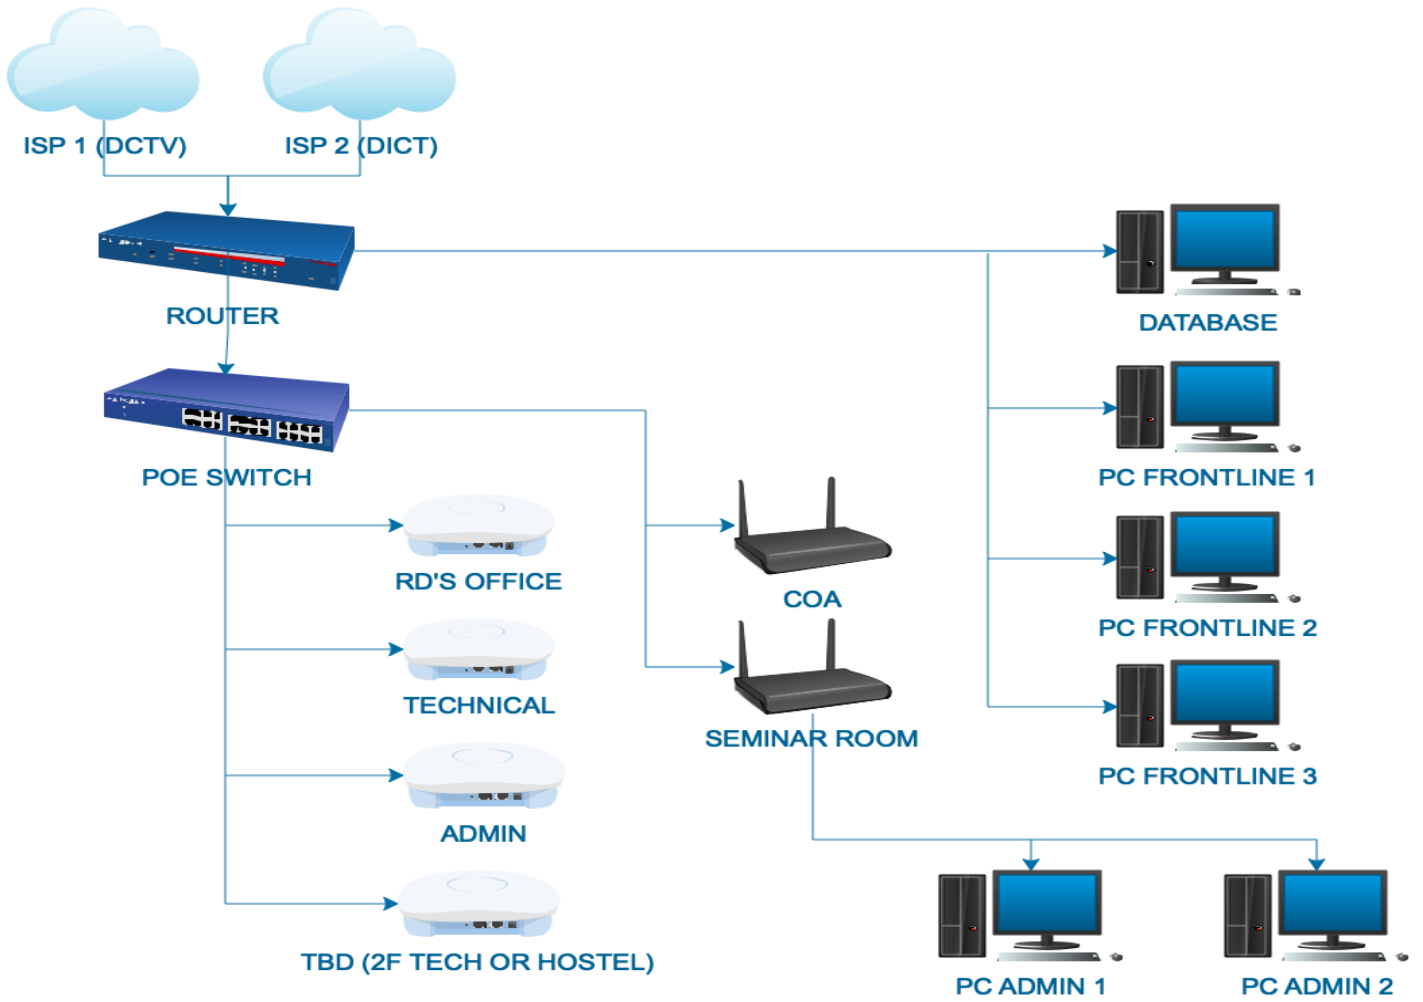 ISP 1 (DCTV)
ISP 2 (DICT)
ROUTER
DATABASE
POE SWITCH
PC FRONTLINE 1
RD'S OFFICE
COA
PC FRONTLINE 2
TECHNICAL
SEMINAR ROOM
PC FRONTLINE 3
ADMIN
TBD (2F TECH OR HOSTEL)
PC ADMIN 1
PC ADMIN 2